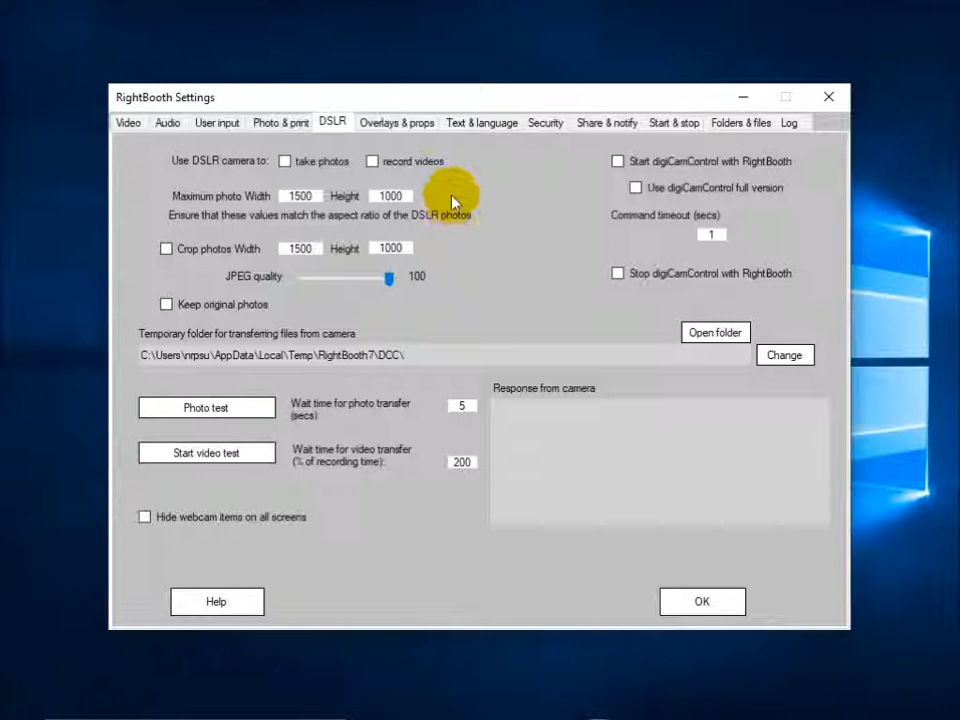 RightBooth Settings
Video Audio User input Photo & print DSLR Overlays & props Text & language Security Share & notify Start & stop Folders & files Log
Use DSLR camera to: take photos record videos
Start digiCamControl with RightBooth
Use digiCamControl full version
Maximum photo Width 1500 Height 1000
Ensure that these values match the aspect ratio of the DSLR photos
Command timeout (secs)
1
Crop photos Width 1500 Height 1000
JPEG quality 100
Stop digiCamControl with RightBooth
Keep original photos
Temporary folder for transferring files from camera
Open folder
C:\Users\nrpsu\AppData\Local\Temp\RightBooth7\DCC\
Change
Response from camera
Photo test
Wait time for photo transfer
(secs):
5
Start video test
Wait time for video transfer
(% of recording time):
200
Hide webcam items on all screens
Help
OK